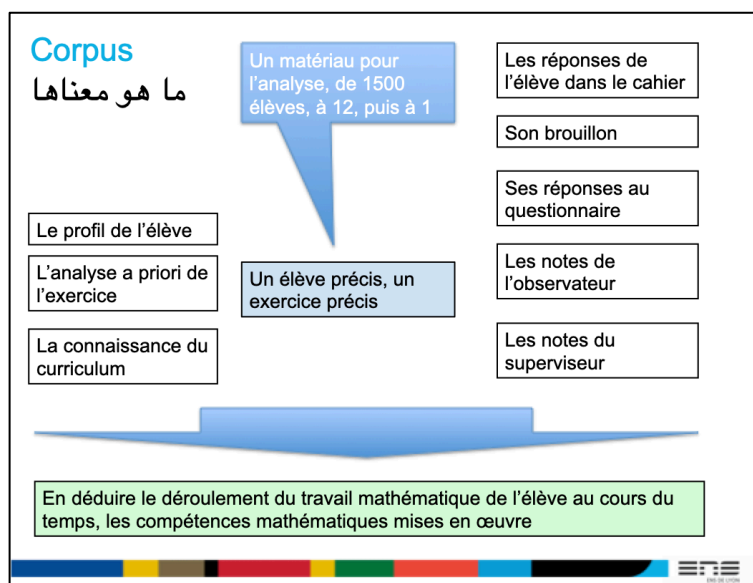 Corpus
ما هو معناها
Un matériau pour
l'analyse, de 1500
élèves, à 12, puis à 1
Les réponses de
l'élève dans le cahier
Son brouillon
Ses réponses au
questionnaire
Les notes de
l'observateur
Les notes du
superviseur
Le profil de l'élève
L'analyse a priori de
l'exercice
La connaissance du
curriculum
Un élève précis, un
exercice précis
En déduire le déroulement du travail mathématique de l'élève au cours du
temps, les compétences mathématiques mises en œuvre
ENS
ENS DE LYON